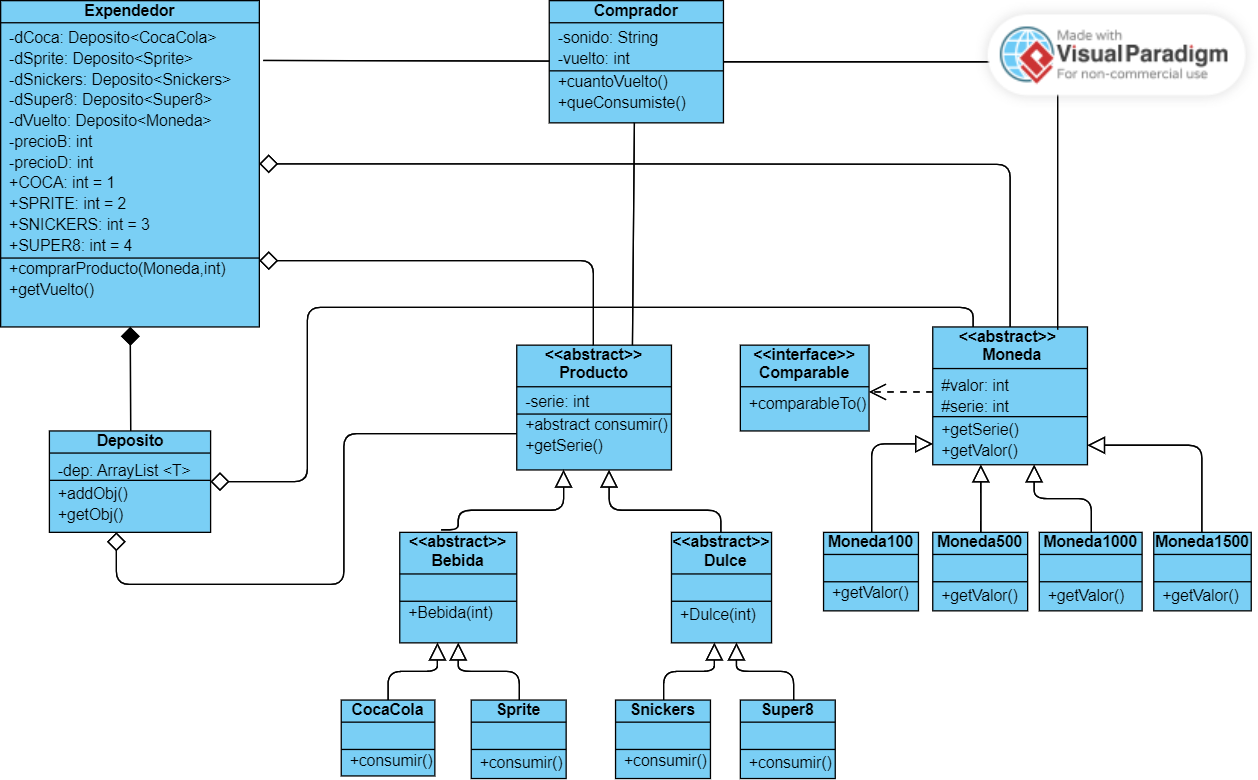 Expendedor
-dCoca: Deposito<CocaCola>
-dSprite: Deposito<Sprite>
-dSnickers: Deposito<Snickers>
-dSuper8: Deposito<Super8>
-dVuelto: Deposito<Moneda>
-precioB: int
-precioD: int
+COCA: int = 1
+SPRITE: int = 2
+SNICKERS: int = 3
+SUPER8: int = 4
+comprarProducto(Moneda,int)
+getVuelto()
Comprador
-sonido: String
-vuelto: int
+cuantoVuelto()
+queConsumiste()
Made with
Visual Paradigm
For non-commercial use
Deposito
-dep: ArrayList <T>
+addObj()
+getObj()
<<abstract>>
Producto
-serie: int
+abstract consumir()
+getSerie()
<<interface>>
Comparable
+comparableTo()
<<abstract>>
Moneda
#valor: int
#serie: int
+getSerie()
+getValor()
<<abstract>>
Bebida
+Bebida(int)
<<abstract>>
Dulce
+Dulce(int)
Moneda100
+getValor()
Moneda500
+getValor()
Moneda1000
+getValor()
Moneda1500
+getValor()
CocaCola
+consumir()
Sprite
+consumir()
Snickers
+consumir()
Super8
+consumir()